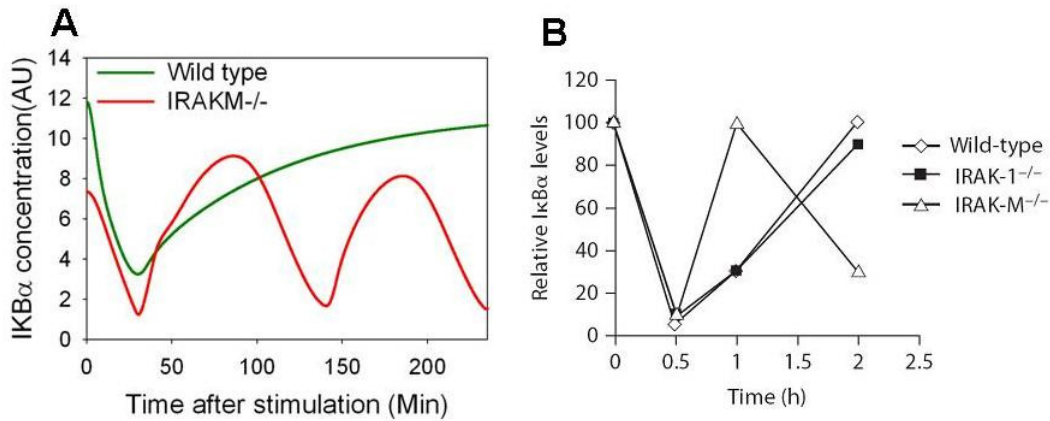 A
IKBα concentration(AU)
14
12
10
8
6
4
2
0
Wild type
IRAKM-/-
0 50 100 150 200
Time after stimulation (Min)
B
Relative IκBα levels
120
100
80
60
40
20
0
0 0.5 1 1.5 2 2.5
Time (h)
Wild-type
IRAK-1⁻/⁻
IRAK-M⁻/⁻